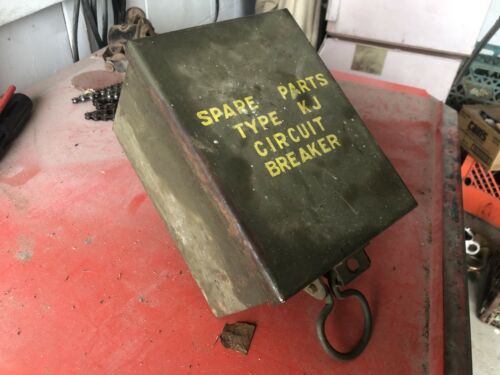 SPARE PARTS
TYPE KJ
CIRCUIT
BREAKER